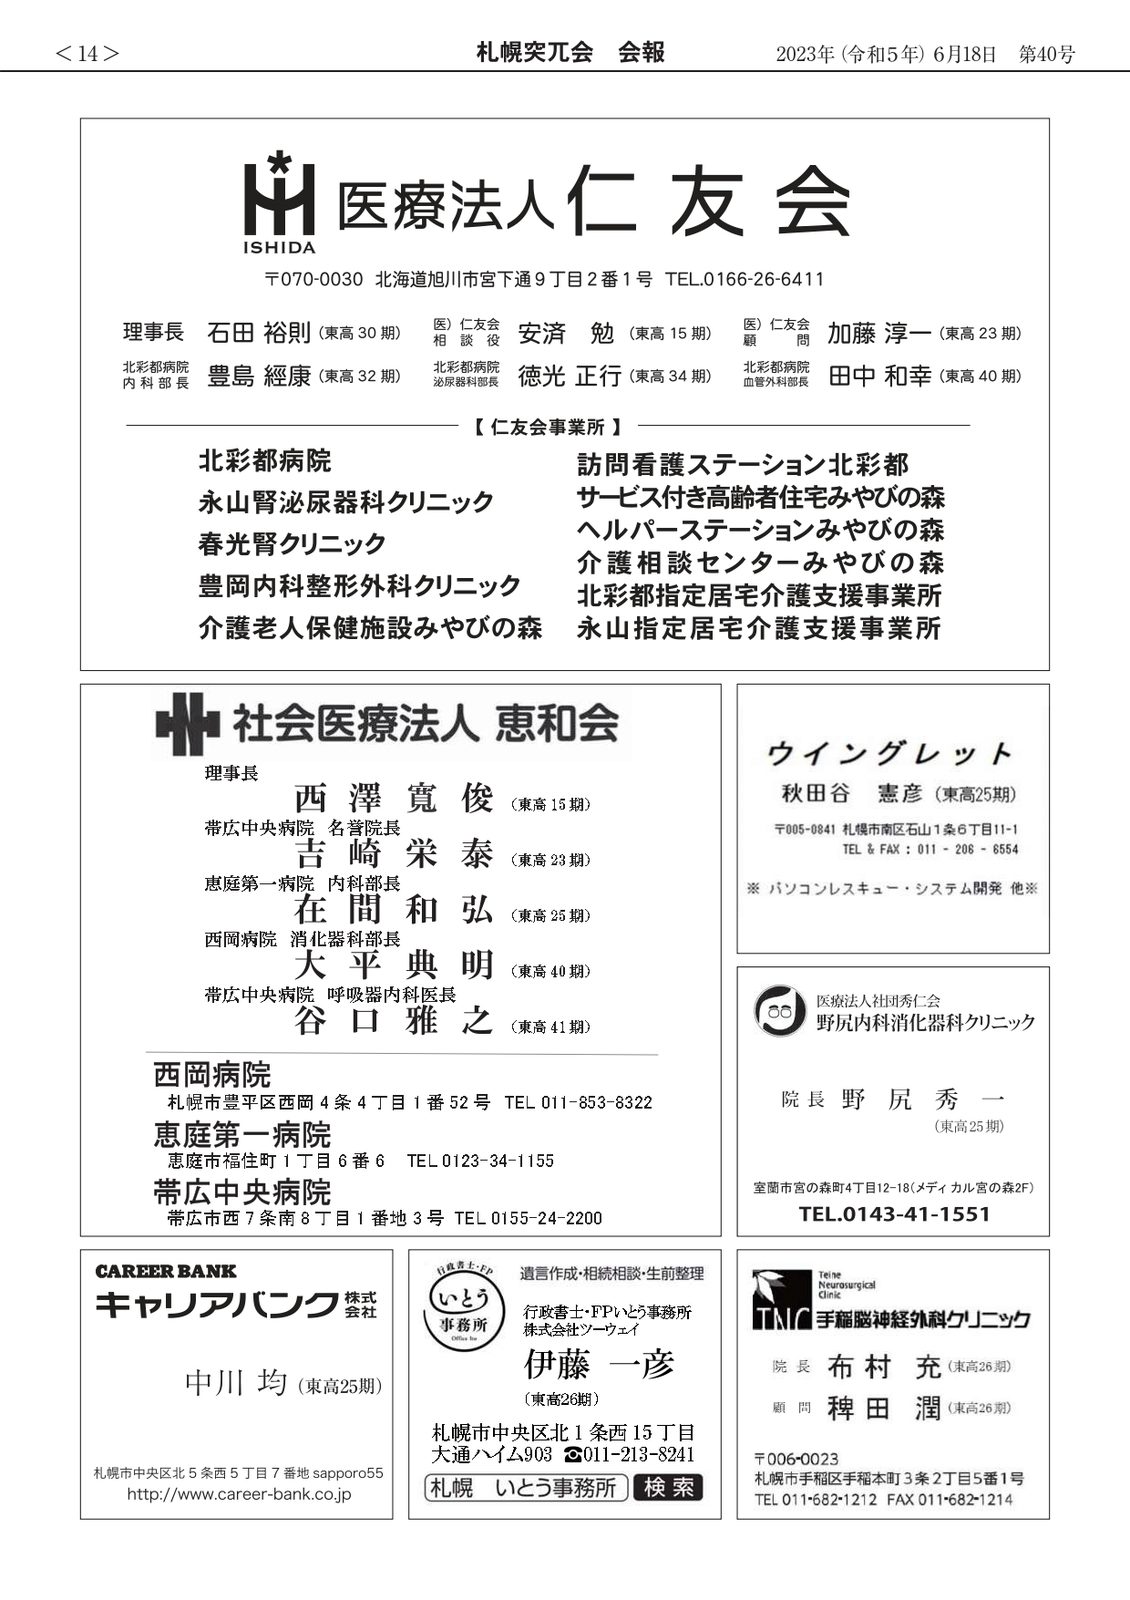 ＜14＞　札幌突兀会　会報　2023年（令和5年）6月18日　第40号
ISHIDA
医療法人 仁友会
〒070-0030 北海道旭川市宮下通9丁目2番1号 TEL.0166-26-6411
理事長 石田 裕則（東高30期）
医）仁友会 相談役 安済 勉（東高15期）
医）仁友会 顧問 加藤 淳一（東高23期）
北彩都病院 内科部長 豊島 經康（東高32期）
北彩都病院 泌尿器科部長 徳光 正行（東高34期）
北彩都病院 血管外科部長 田中 和幸（東高40期）
【 仁友会事業所 】
北彩都病院
永山腎泌尿器科クリニック
春光腎クリニック
豊岡内科整形外科クリニック
介護老人保健施設みやびの森
訪問看護ステーション北彩都
サービス付き高齢者住宅みやびの森
ヘルパーステーションみやびの森
介護相談センターみやびの森
北彩都指定居宅介護支援事業所
永山指定居宅介護支援事業所
社会医療法人 恵和会
理事長
西澤寛俊（東高15期）
帯広中央病院 名誉院長
吉崎栄泰（東高23期）
恵庭第一病院 内科部長
在間和弘（東高25期）
西岡病院 消化器科部長
大平典明（東高40期）
帯広中央病院 呼吸器内科医長
谷口雅之（東高41期）
西岡病院
札幌市豊平区西岡4条4丁目1番52号 TEL 011-853-8322
恵庭第一病院
恵庭市福住町1丁目6番6 TEL 0123-34-1155
帯広中央病院
帯広市西7条南8丁目1番地3号 TEL 0155-24-2200
ウイングレット
秋田谷 憲彦（東高25期）
〒005-0841 札幌市南区石山1条6丁目11-1
TEL & FAX : 011 - 206 - 6554
※ パソコンレスキュー・システム開発 他※
医療法人社団秀仁会
野尻内科消化器科クリニック
院長 野尻秀一
（東高25期）
室蘭市宮の森町4丁目12-18（メディカル宮の森2F）
TEL.0143-41-1551
CAREER BANK
キャリアバンク株式会社
中川 均（東高25期）
札幌市中央区北5条西5丁目7番地 sapporo55
http://www.career-bank.co.jp
行政書士・FP
いとう
事務所
Office Ito
遺言作成・相続相談・生前整理
行政書士・FPいとう事務所
株式会社ツーウェイ
伊藤 一彦
（東高26期）
札幌市中央区北1条西15丁目
大通ハイム903 ☎011-213-8241
札幌 いとう事務所 検索
Teine
Neurosurgical
Clinic
TNC 手稲脳神経外科クリニック
院長 布村 充（東高26期）
顧問 稗田 潤（東高26期）
〒006-0023
札幌市手稲区手稲本町3条2丁目5番1号
TEL 011-682-1212 FAX 011-682-1214